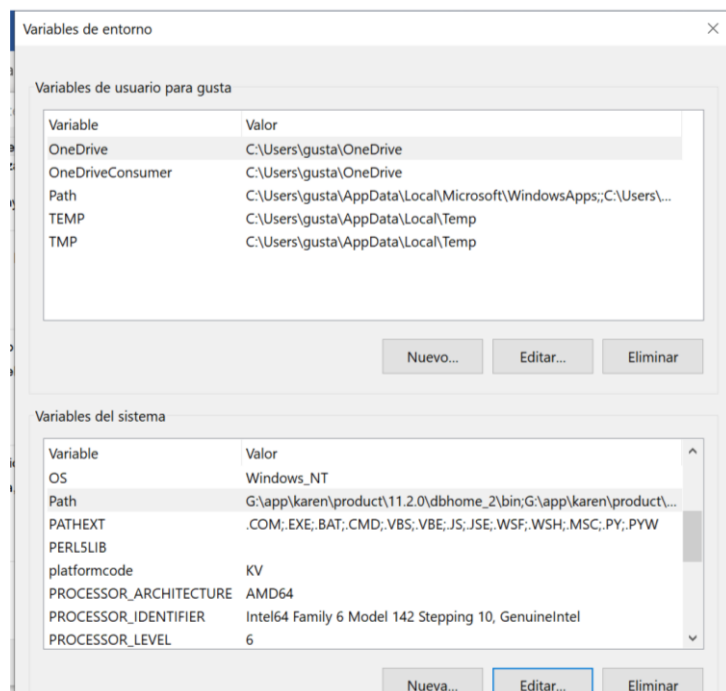 Variables de entorno
Variables de usuario para gusta
Variable Valor
OneDrive C:\Users\gusta\OneDrive
OneDriveConsumer C:\Users\gusta\OneDrive
Path C:\Users\gusta\AppData\Local\Microsoft\WindowsApps;;C:\Users\...
TEMP C:\Users\gusta\AppData\Local\Temp
TMP C:\Users\gusta\AppData\Local\Temp
Nuevo... Editar... Eliminar
Variables del sistema
Variable Valor
OS Windows_NT
Path G:\app\karen\product\11.2.0\dbhome_2\bin;G:\app\karen\product\...
PATHEXT .COM;.EXE;.BAT;.CMD;.VBS;.VBE;.JS;.JSE;.WSF;.WSH;.MSC;.PY;.PYW
PERL5LIB
platformcode KV
PROCESSOR_ARCHITECTURE AMD64
PROCESSOR_IDENTIFIER Intel64 Family 6 Model 142 Stepping 10, GenuineIntel
PROCESSOR_LEVEL 6
Nueva... Editar... Eliminar